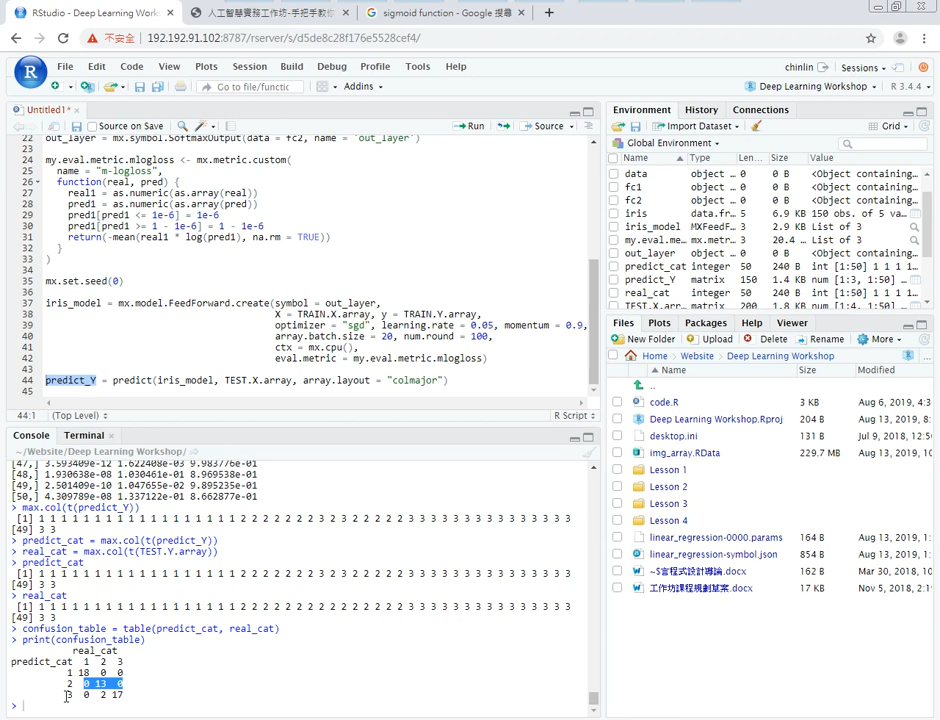 RStudio - Deep Learning Works
人工智慧實務工作坊-手把手教
sigmoid function - Google 搜尋
不安全
192.192.91.102:8787/rserver/s/d5de8c28f176e5528cef4/
R
File Edit Code View Plots Session Build Debug Profile Tools Help
chinlin Sessions
Go to file/functic Addins
Deep Learning Workshop R 3.4.4
Untitled1*
Source on Save Run Source
22 out_layer = mx.symbol.SoftmaxOutput(data = fc2, name = 'out_layer')
23
24 my.eval.metric.mlogloss <- mx.metric.custom(
25 name = "m-logloss",
26 function(real, pred) {
27 real1 = as.numeric(as.array(real))
28 pred1 = as.numeric(as.array(pred))
29 pred1[pred1 <= 1e-6] = 1e-6
30 pred1[pred1 >= 1 - 1e-6] = 1 - 1e-6
31 return(-mean(real1 * log(pred1), na.rm = TRUE))
32 }
33 )
34
35 mx.set.seed(0)
36
37 iris_model = mx.model.FeedForward.create(symbol = out_layer,
38 X = TRAIN.X.array, y = TRAIN.Y.array,
39 optimizer = "sgd", learning.rate = 0.05, momentum = 0.9,
40 array.batch.size = 20, num.round = 100,
41 ctx = mx.cpu(),
42 eval.metric = my.eval.metric.mlogloss)
43
44 predict_Y = predict(iris_model, TEST.X.array, array.layout = "colmajor")
45
44:1 (Top Level) R Script
Console Terminal
~/Website/Deep Learning Workshop/
[47,] 3.593409e-12 1.622408e-03 9.983776e-01
[48,] 1.930638e-08 1.030461e-01 8.969538e-01
[49,] 2.501409e-10 1.047655e-02 9.895235e-01
[50,] 4.309789e-08 1.337122e-01 8.662877e-01
> max.col(t(predict_Y))
[1] 1 1 1 1 1 1 1 1 1 1 1 1 1 1 1 1 1 1 2 2 2 2 2 2 2 3 2 3 2 2 2 2 2 3 3 3 3 3 3 3 3 3 3 3 3 3 3 3
[49] 3 3
> predict_cat = max.col(t(predict_Y))
> real_cat = max.col(t(TEST.Y.array))
> predict_cat
[1] 1 1 1 1 1 1 1 1 1 1 1 1 1 1 1 1 1 1 2 2 2 2 2 2 2 3 2 3 2 2 2 2 2 3 3 3 3 3 3 3 3 3 3 3 3 3 3 3
[49] 3 3
> real_cat
[1] 1 1 1 1 1 1 1 1 1 1 1 1 1 1 1 1 1 1 2 2 2 2 2 2 2 2 2 2 2 2 2 2 2 3 3 3 3 3 3 3 3 3 3 3 3 3 3 3
[49] 3 3
> confusion_table = table(predict_cat, real_cat)
> print(confusion_table)
real_cat
predict_cat 1 2 3
1 18 0 0
2 0 13 0
3 0 2 17
>
Environment History Connections
Import Dataset Grid
Global Environment
Name Type Len... Size Value
data object … 0 0 B <Object containing…
fc1 object … 0 0 B <Object containing…
fc2 object … 0 0 B <Object containing…
iris data.fr… 5 6.9 KB 150 obs. of 5 va…
iris_model MXFeedF… 3 2.9 KB List of 3
my.eval.me… mx.metr… 3 20.4 … List of 3
out_layer object … 0 0 B <Object containing…
predict_cat integer 50 240 B int [1:50] 1 1 1 …
predict_Y matrix 150 1.4 KB num [1:3, 1:50] …
real_cat integer 50 240 B int [1:50] 1 1 1 …
TEST.X.arr… matrix 200 1.8 KB num [1:4, 1:50] …
Files Plots Packages Help Viewer
New Folder Upload Delete Rename More
Home Website Deep Learning Workshop
Name Size Modified
..
code.R 3 KB Aug 6, 2019, 4:3
Deep Learning Workshop.Rproj 204 B Aug 13, 2019, 8:
desktop.ini 131 B Jul 9, 2018, 12:5
img_array.RData 229.7 MB Aug 13, 2019, 10
Lesson 1
Lesson 2
Lesson 3
Lesson 4
linear_regression-0000.params 164 B Aug 13, 2019, 1:
linear_regression-symbol.json 854 B Aug 13, 2019, 1:
~$言程式設計導論.docx 162 B Mar 30, 2018, 10
工作坊課程規劃草案.docx 17 KB Nov 5, 2018, 12: